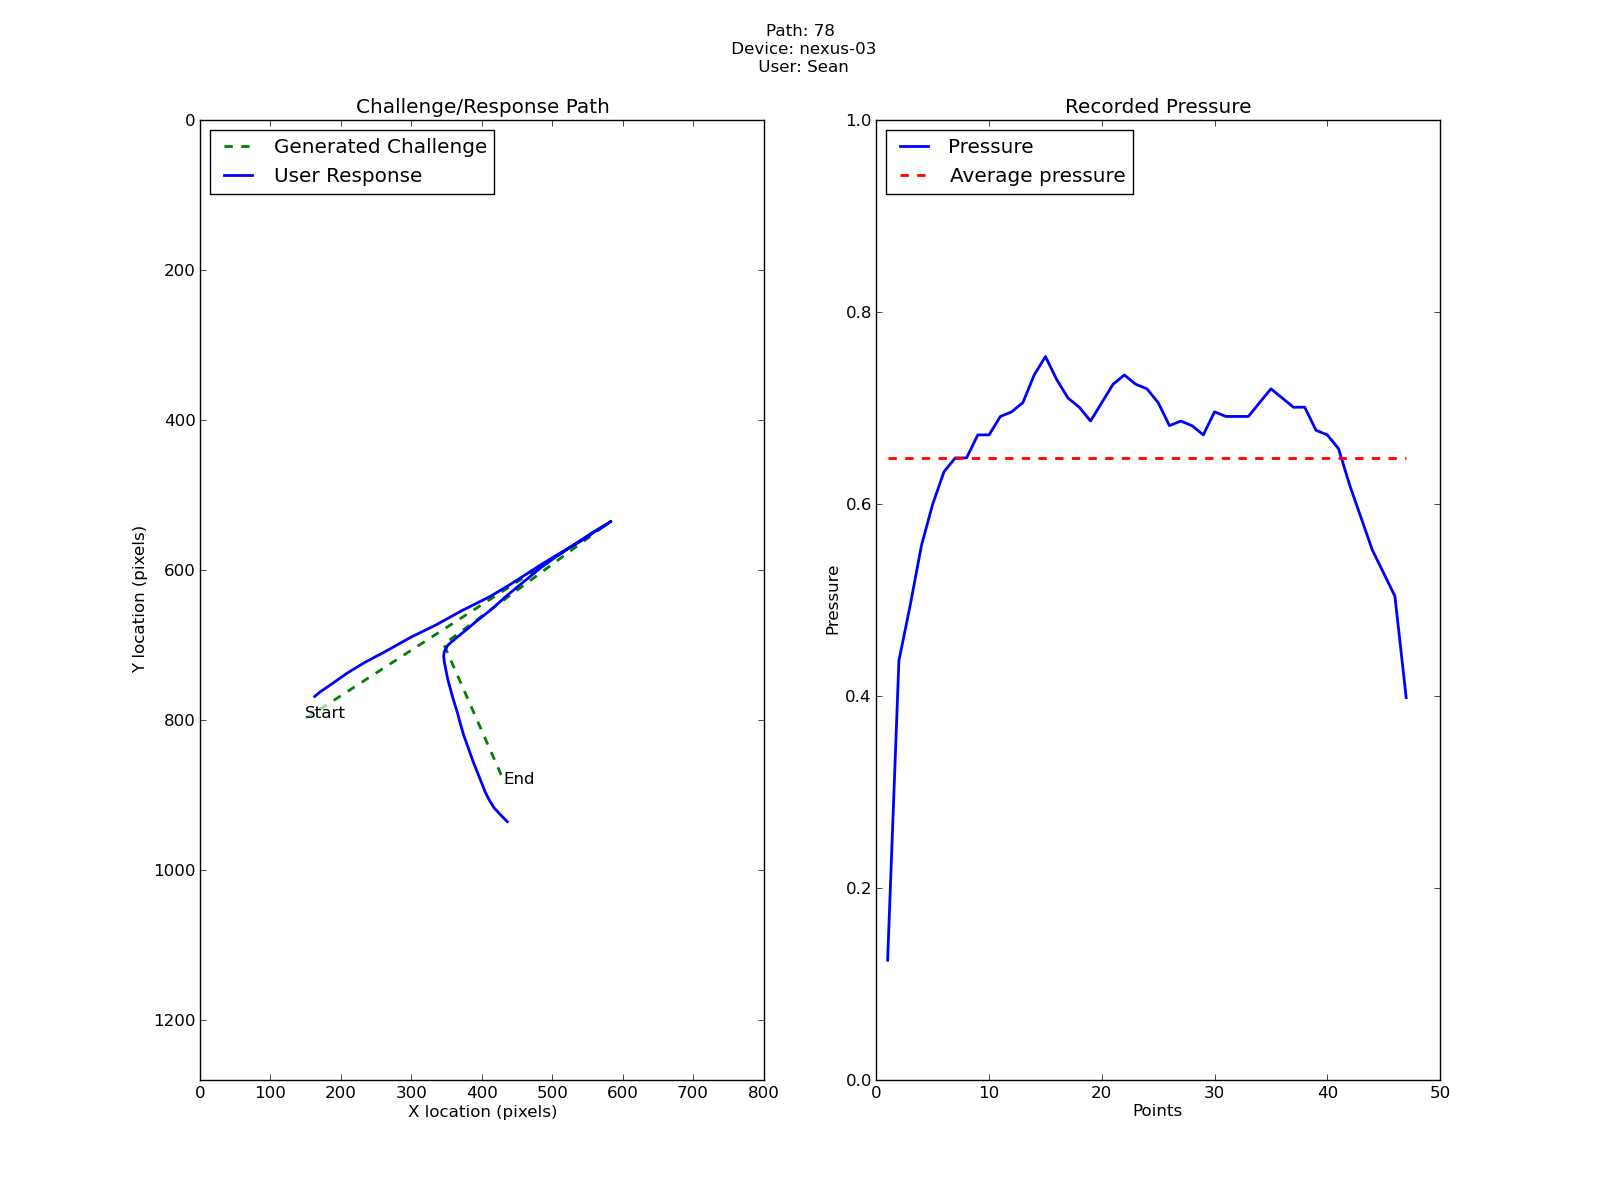 Path: 78
Device: nexus-03
User: Sean
Challenge/Response Path
Generated Challenge
User Response
0
200
400
600
800
1000
1200
Y location (pixels)
Start
End
0 100 200 300 400 500 600 700 800
X location (pixels)
Recorded Pressure
Pressure
Average pressure
1.0
0.8
0.6
0.4
0.2
0.0
Pressure
0 10 20 30 40 50
Points